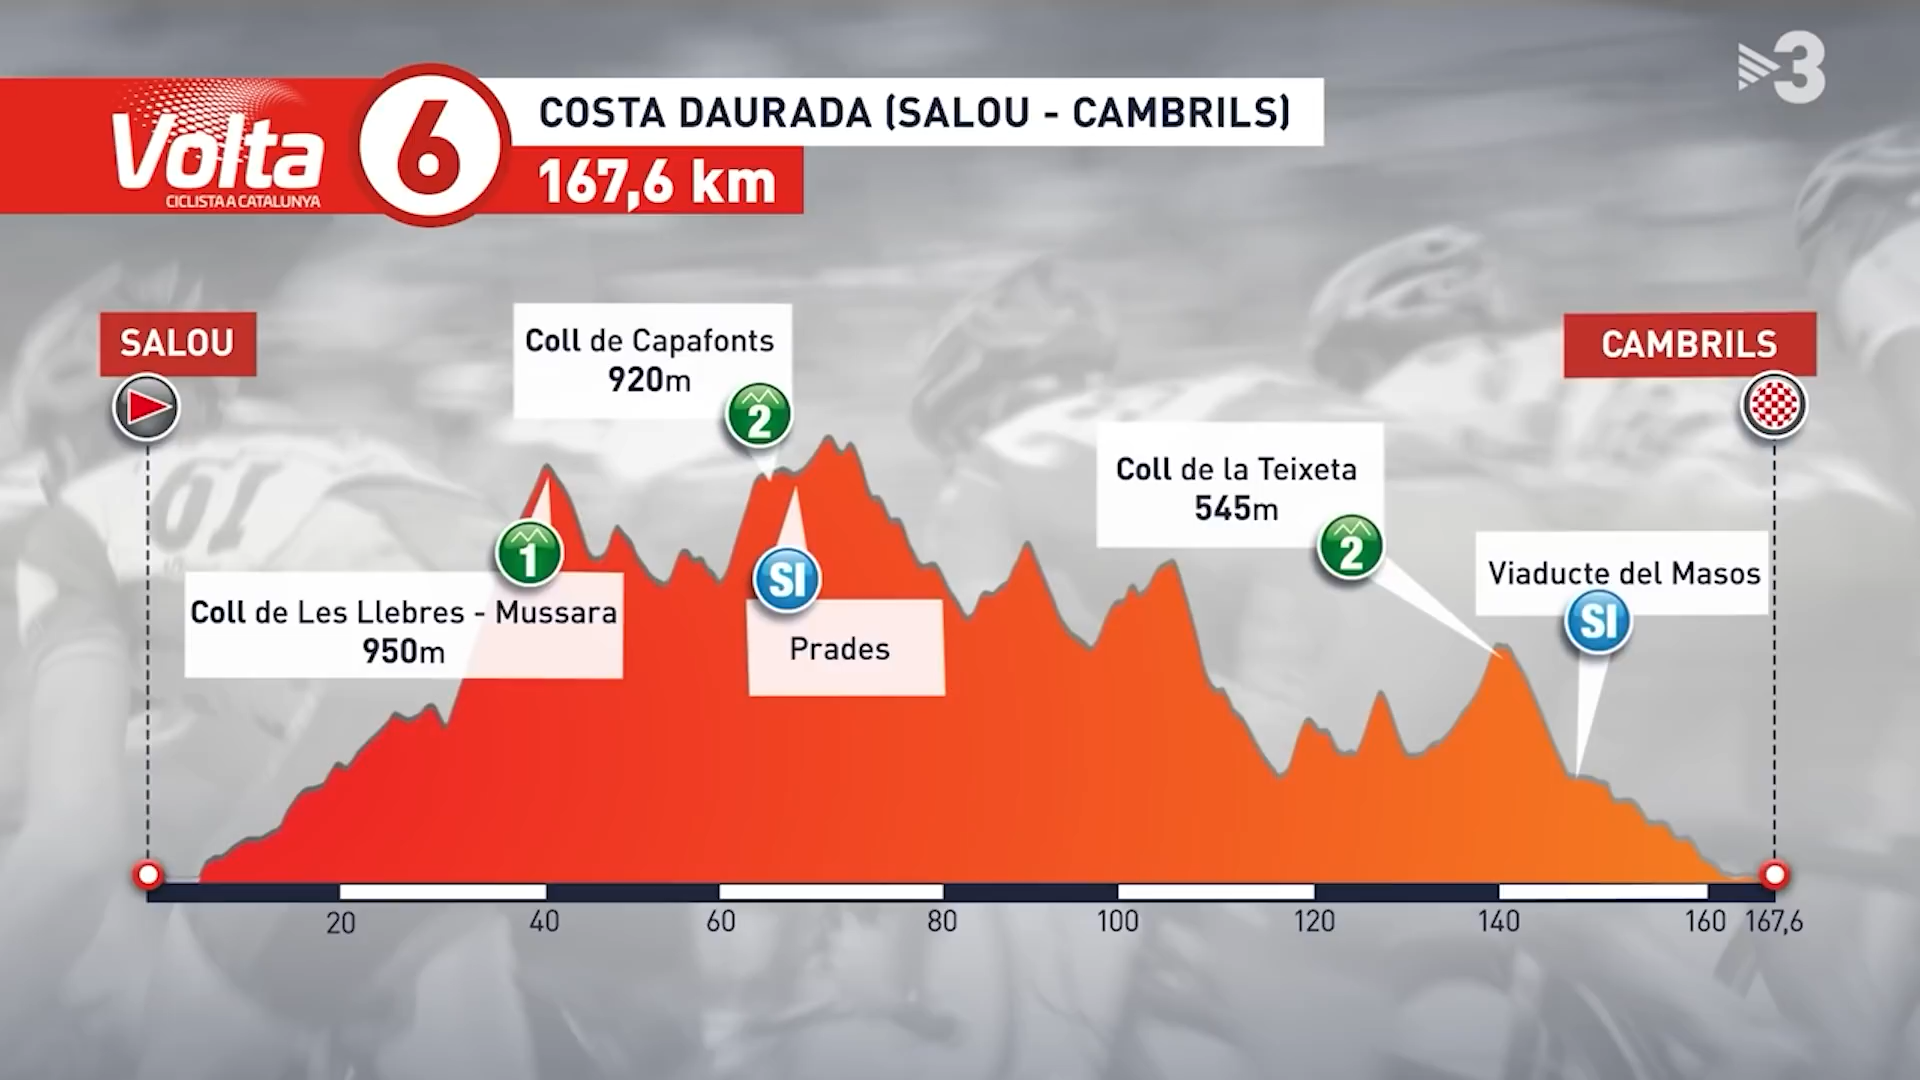 3
Volta
CICLISTA A CATALUNYA
6
COSTA DAURADA (SALOU - CAMBRILS)
167,6 km
SALOU
Coll de Capafonts
920m
2
CAMBRILS
Coll de la Teixeta
545m
2
1
Coll de Les Llebres - Mussara
950m
SI
Prades
Viaducte del Masos
SI
20 40 60 80 100 120 140 160 167,6